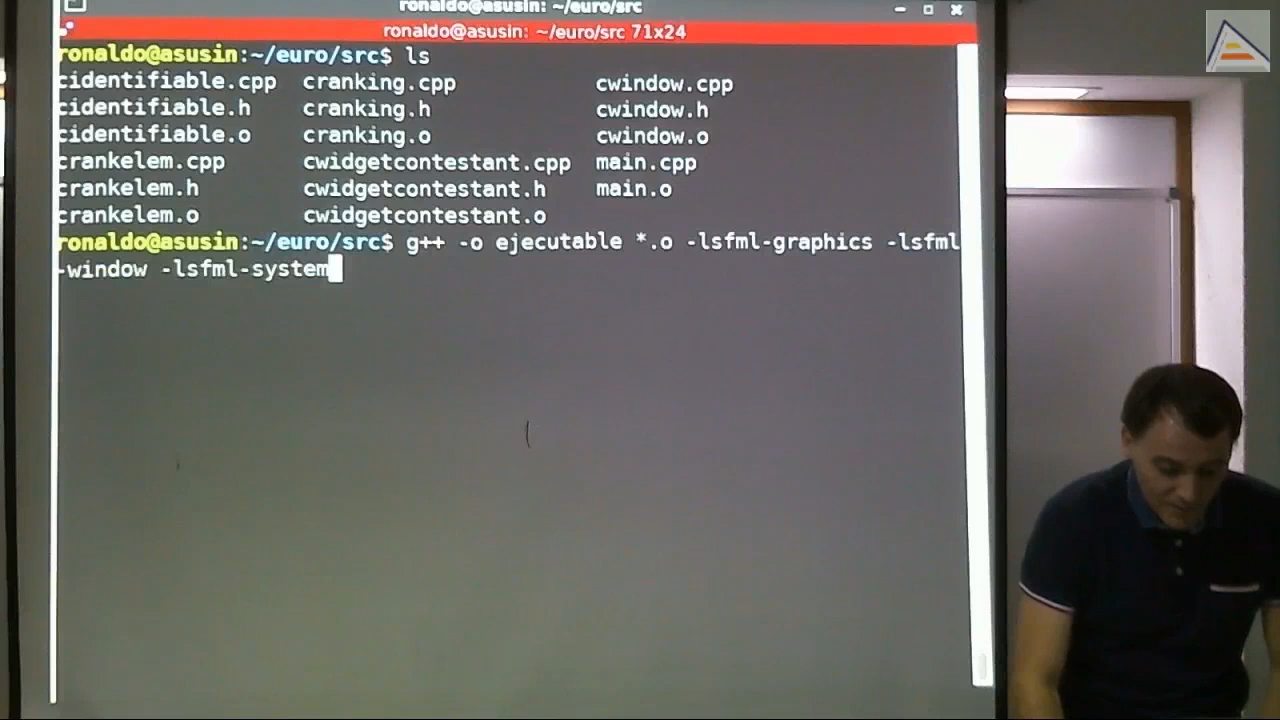 ronaldo@asusin: ~/euro/src
ronaldo@asusin: ~/euro/src 71x24
ronaldo@asusin:~/euro/src$ ls
cidentifiable.cpp cranking.cpp cwindow.cpp
cidentifiable.h cranking.h cwindow.h
cidentifiable.o cranking.o cwindow.o
crankelem.cpp cwidgetcontestant.cpp main.cpp
crankelem.h cwidgetcontestant.h main.o
crankelem.o cwidgetcontestant.o
ronaldo@asusin:~/euro/src$ g++ -o ejecutable *.o -lsfml-graphics -lsfml
-window -lsfml-system